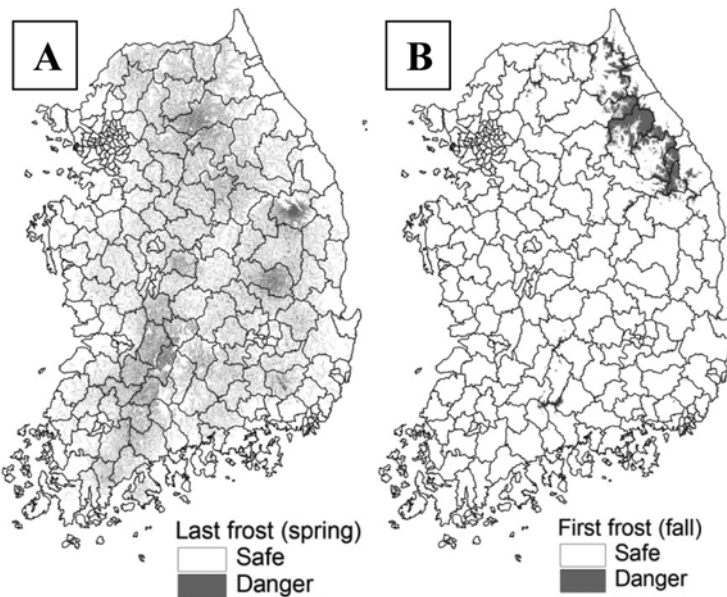 A
B
Last frost (spring)
Safe
Danger
First frost (fall)
Safe
Danger